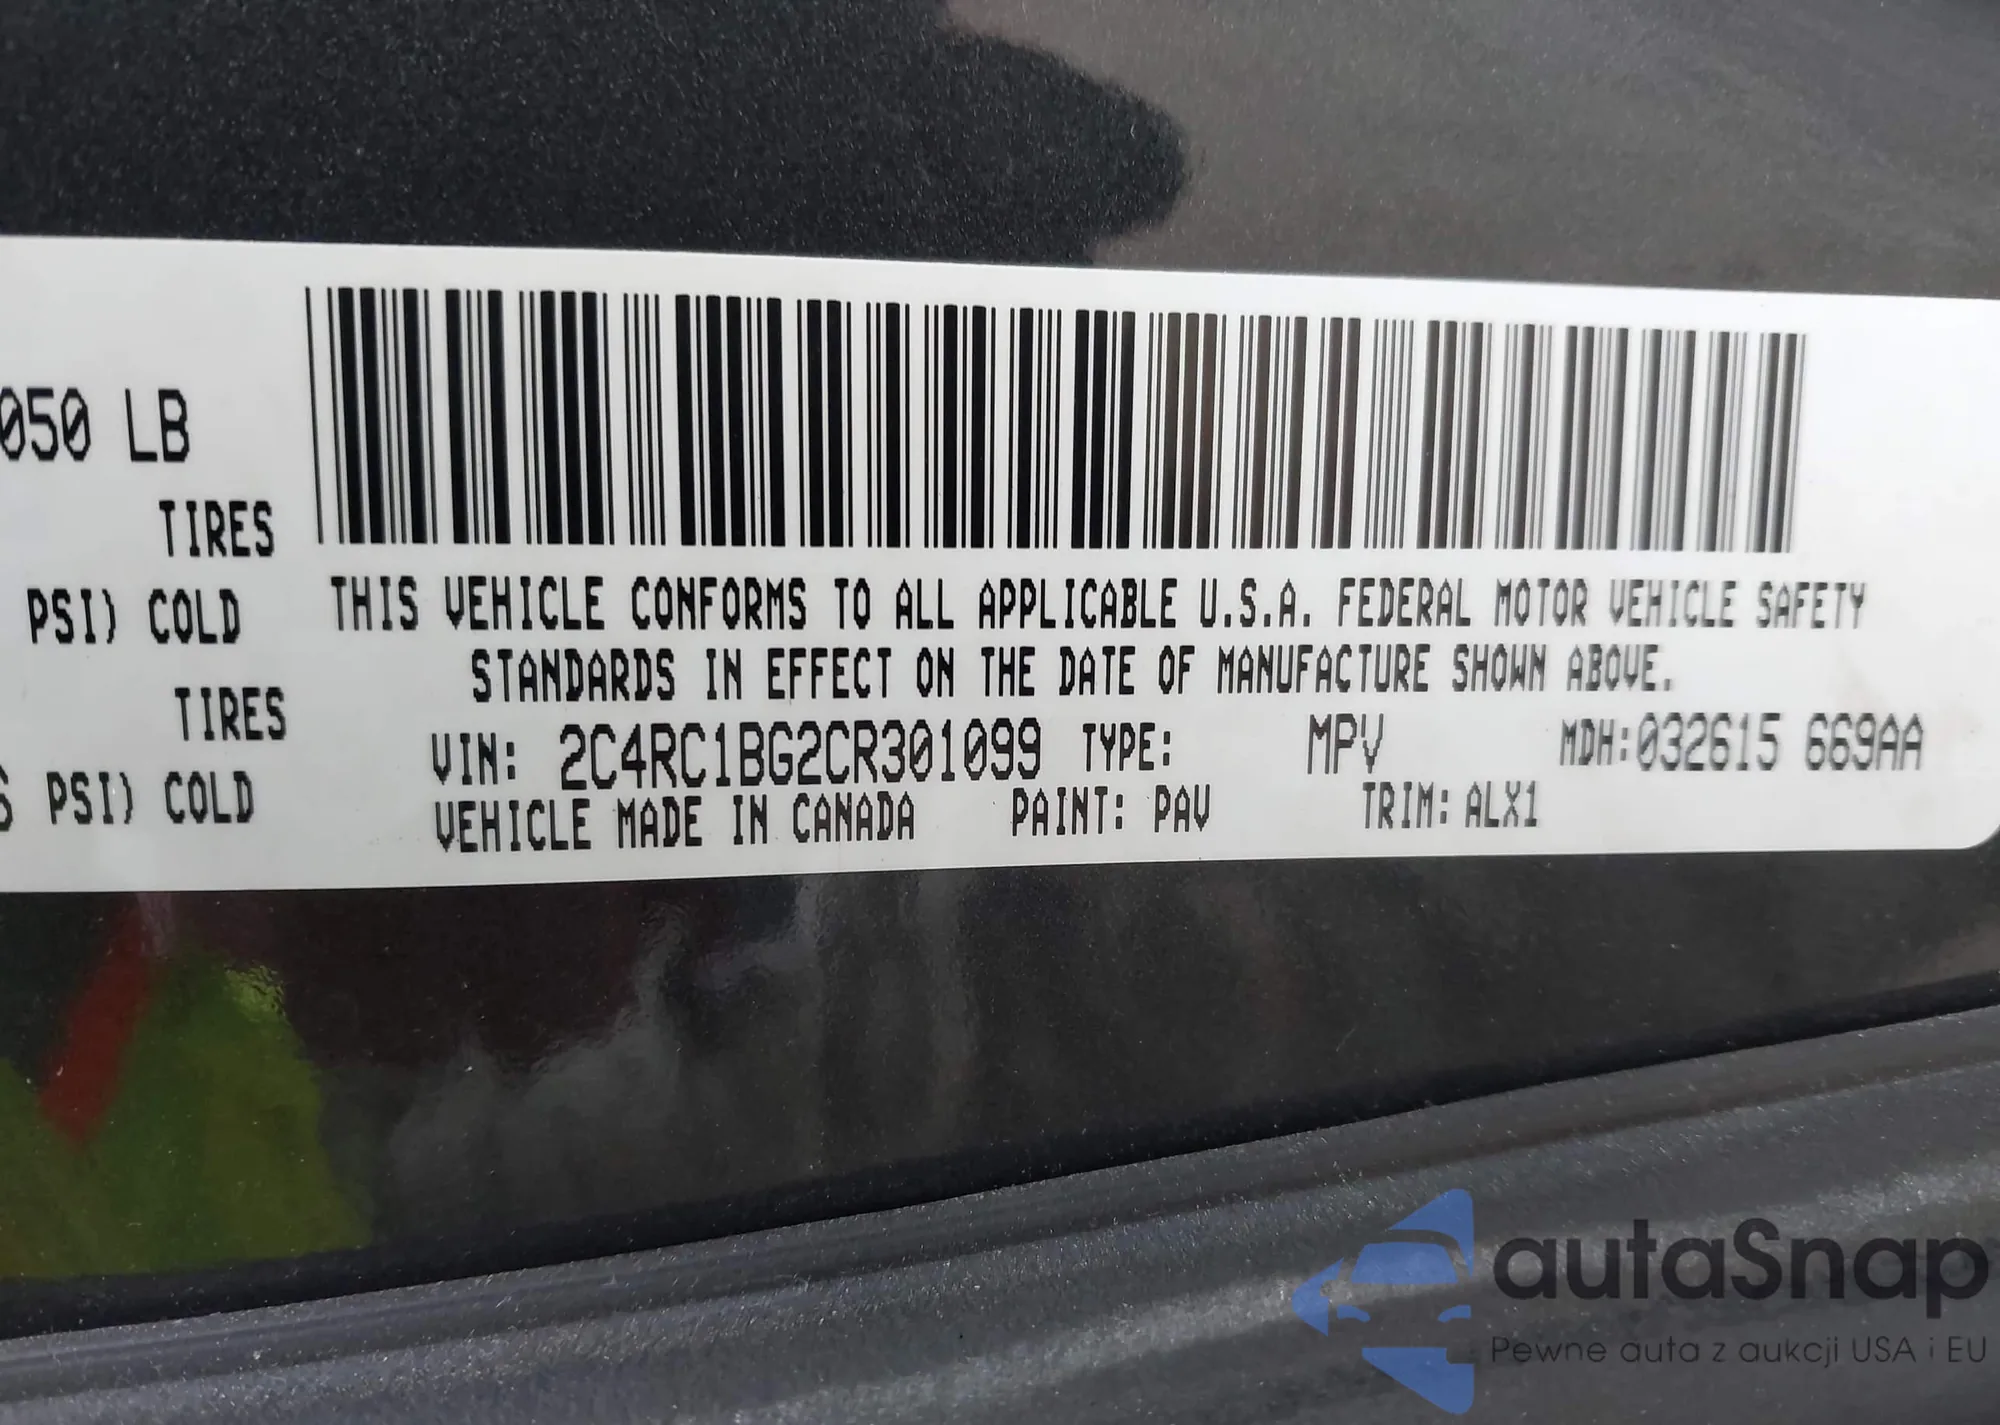 050 LB
TIRES
PSI) COLD
TIRES
PSI) COLD
THIS VEHICLE CONFORMS TO ALL APPLICABLE U.S.A. FEDERAL MOTOR VEHICLE SAFETY
STANDARDS IN EFFECT ON THE DATE OF MANUFACTURE SHOWN ABOVE.
VIN: 2C4RC1BG2CR301099 TYPE: MPV MDH:032615 669AA
VEHICLE MADE IN CANADA PAINT: PAV TRIM: ALX1
autaSnap
Pewne auta z aukcji USA i EU